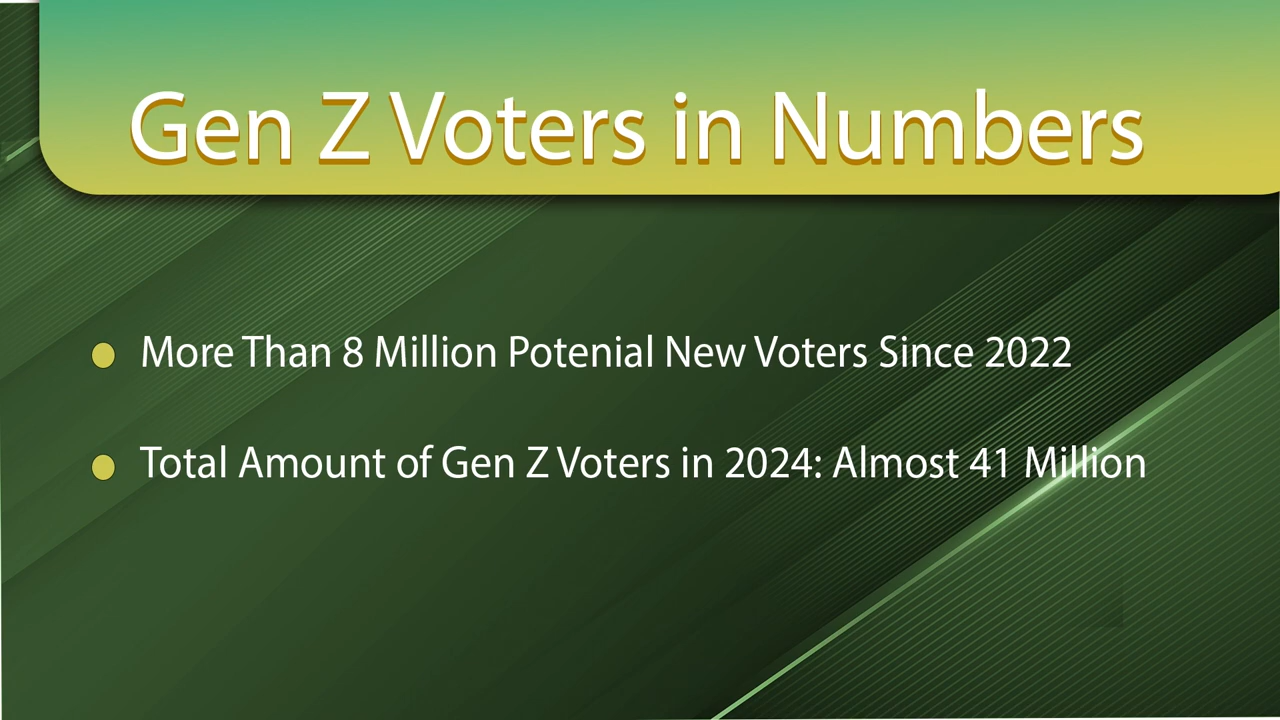 Gen Z Voters in Numbers
More Than 8 Million Potenial New Voters Since 2022
Total Amount of Gen Z Voters in 2024: Almost 41 Million